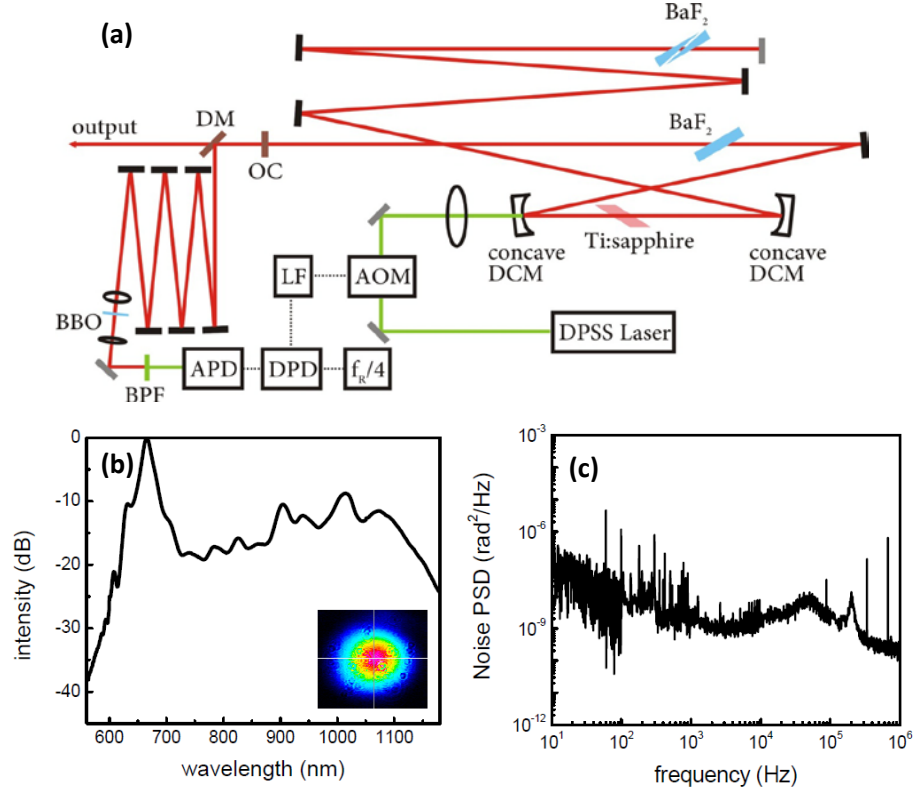 (a)
BaF₂
BaF₂
output
DM
OC
concave
DCM
Ti:sapphire
concave
DCM
LF
AOM
DPSS Laser
BBO
BPF
APD
DPD
f_R/4
(b)
0
-10
-20
-30
-40
intensity (dB)
600 700 800 900 1000 1100
wavelength (nm)
(c)
10⁻³
10⁻⁶
10⁻⁹
10⁻¹²
Noise PSD (rad²/Hz)
10¹ 10² 10³ 10⁴ 10⁵ 10⁶
frequency (Hz)